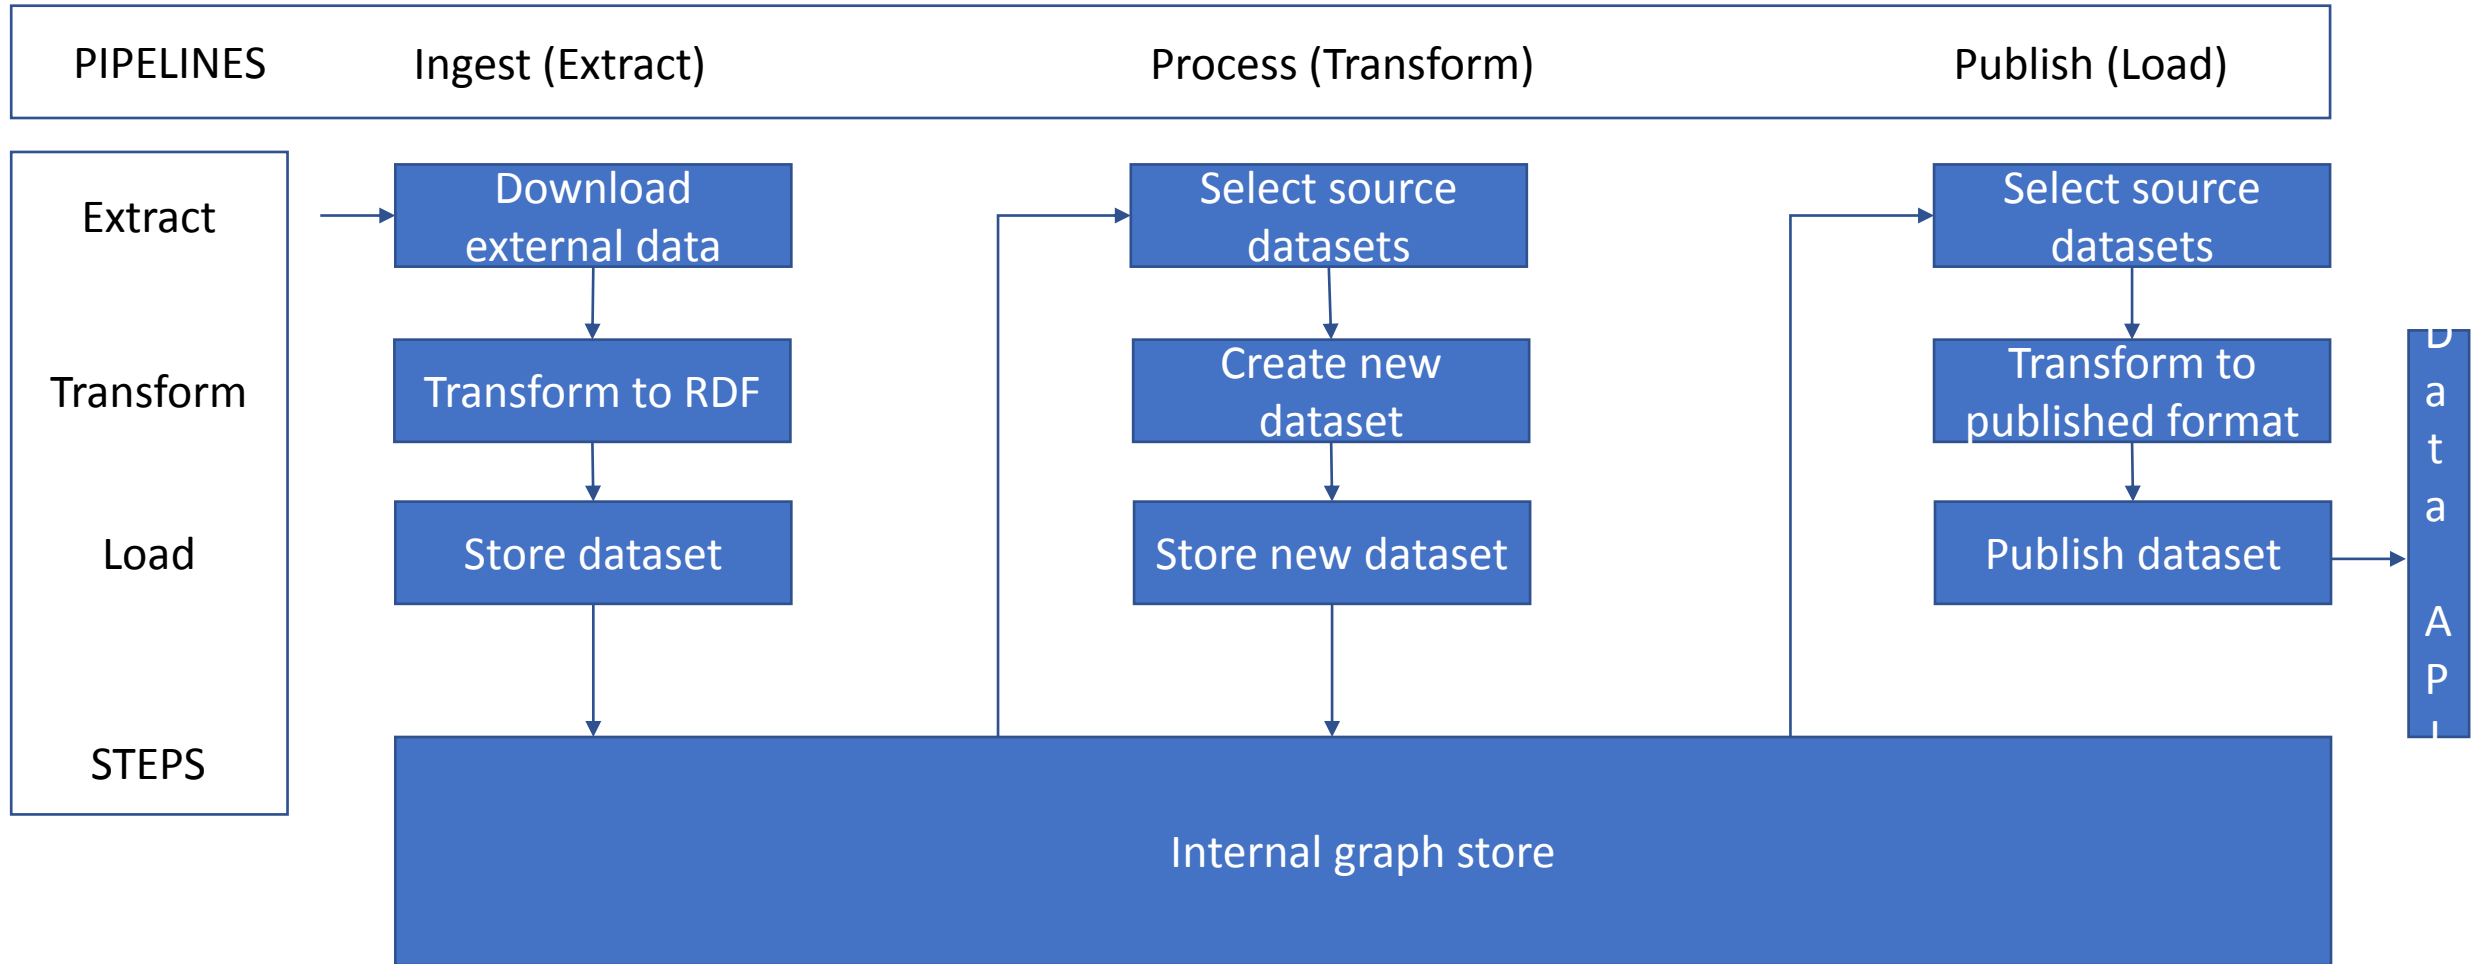 PIPELINES
Ingest (Extract)
Process (Transform)
Publish (Load)
Extract
Download
external data
Select source
datasets
Select source
datasets
Transform
Transform to RDF
Create new
dataset
Transform to
published format
Load
Store dataset
Store new dataset
Publish dataset
STEPS
Internal graph store
D
a
t
a
A
P
I